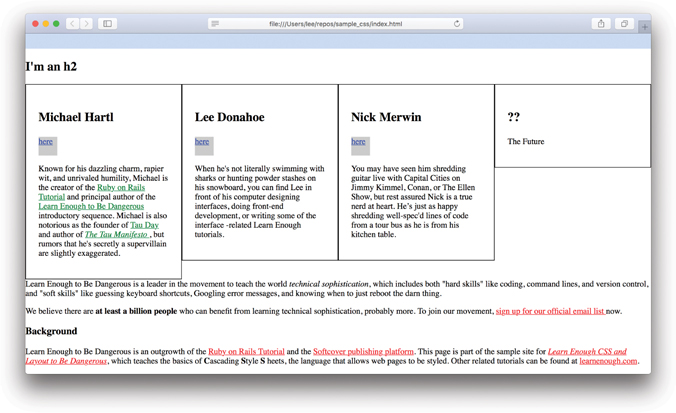 file:///Users/lee/repos/sample_css/index.html
I'm an h2
Michael Hartl
here
Known for his dazzling charm, rapier
wit, and unrivaled humility, Michael is
the creator of the Ruby on Rails
Tutorial and principal author of the
Learn Enough to Be Dangerous
introductory sequence. Michael is also
notorious as the founder of Tau Day
and author of The Tau Manifesto , but
rumors that he's secretly a supervillain
are slightly exaggerated.
Lee Donahoe
here
When he's not literally swimming with
sharks or hunting powder stashes on
his snowboard, you can find Lee in
front of his computer designing
interfaces, doing front-end
development, or writing some of the
interface -related Learn Enough
tutorials.
Nick Merwin
here
You may have seen him shredding
guitar live with Capital Cities on
Jimmy Kimmel, Conan, or The Ellen
Show, but rest assured Nick is a true
nerd at heart. He's just as happy
shredding well-spec'd lines of code
from a tour bus as he is from his
kitchen table.
??
The Future
Learn Enough to Be Dangerous is a leader in the movement to teach the world technical sophistication, which includes both "hard skills" like coding, command lines, and version control,
and "soft skills" like guessing keyboard shortcuts, Googling error messages, and knowing when to just reboot the darn thing.
We believe there are at least a billion people who can benefit from learning technical sophistication, probably more. To join our movement, sign up for our official email list now.
Background
Learn Enough to Be Dangerous is an outgrowth of the Ruby on Rails Tutorial and the Softcover publishing platform. This page is part of the sample site for Learn Enough CSS and
Layout to Be Dangerous, which teaches the basics of Cascading Style S heets, the language that allows web pages to be styled. Other related tutorials can be found at learnenough.com.